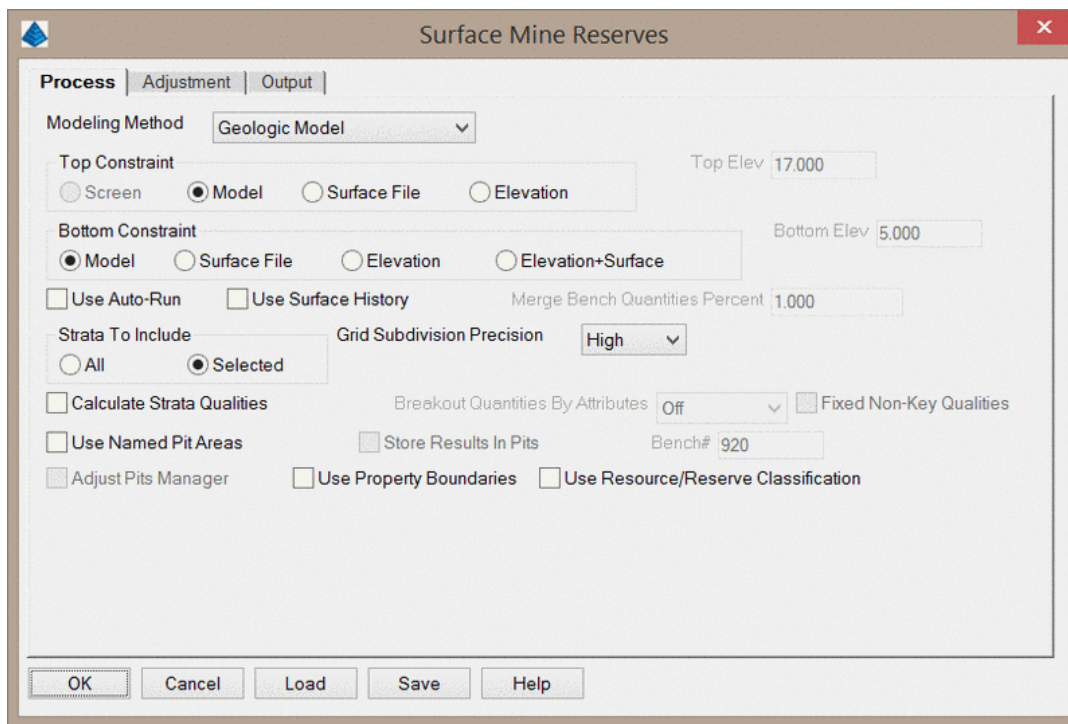 Surface Mine Reserves
Process Adjustment Output
Modeling Method Geologic Model
Top Constraint Top Elev 17.000
Screen Model Surface File Elevation
Bottom Constraint Bottom Elev 5.000
Model Surface File Elevation Elevation+Surface
Use Auto-Run Use Surface History Merge Bench Quantities Percent 1.000
Strata To Include Grid Subdivision Precision High
All Selected
Calculate Strata Qualities Breakout Quantities By Attributes Off Fixed Non-Key Qualities
Use Named Pit Areas Store Results In Pits Bench# 920
Adjust Pits Manager Use Property Boundaries Use Resource/Reserve Classification
OK Cancel Load Save Help